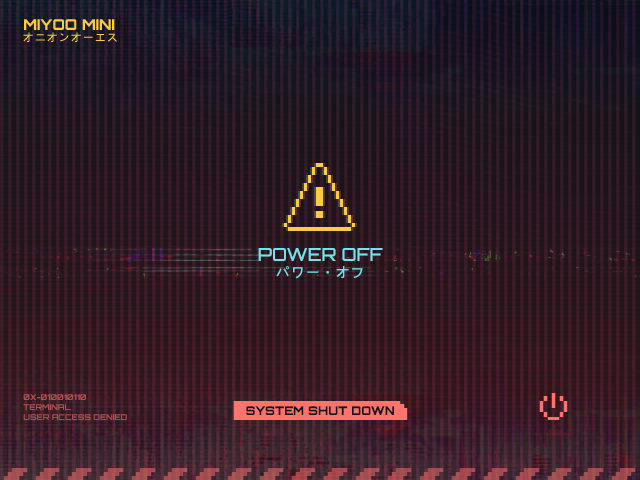 MIYOO MINI
オニオンオーエス
POWER OFF
パワー・オフ
0X-010010110
TERMINAL
USER ACCESS DENIED
SYSTEM SHUT DOWN